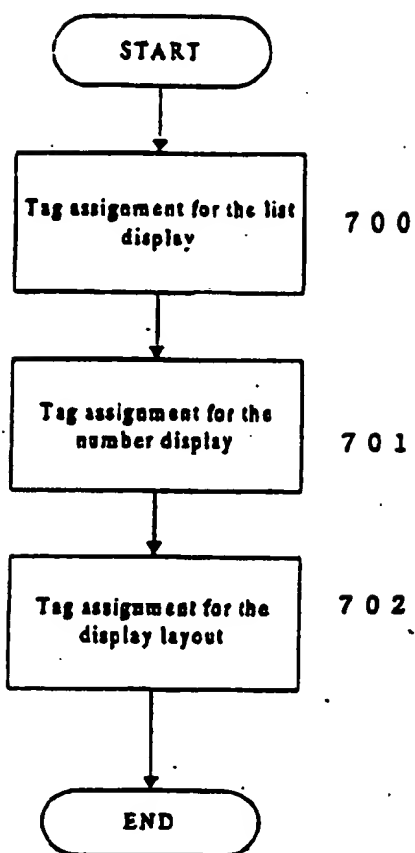 START
Tag assignment for the list
display
700
Tag assignment for the
number display
701
Tag assignment for the
display layout
702
END